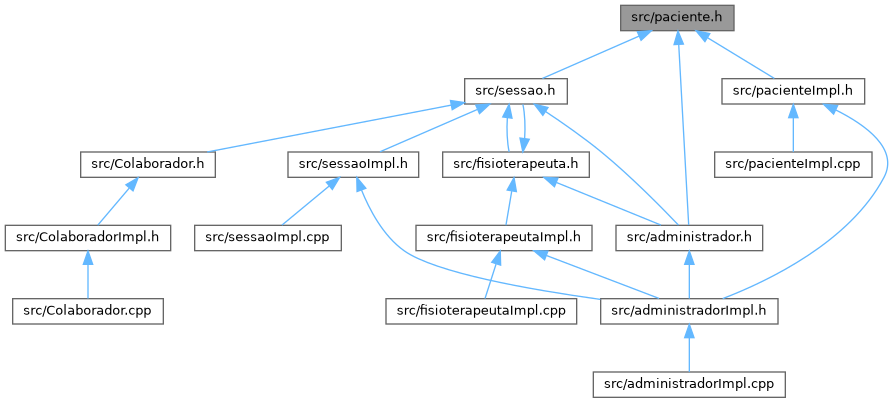 src/paciente.h
src/sessao.h
src/pacienteImpl.h
src/Colaborador.h
src/sessaoImpl.h
src/fisioterapeuta.h
src/pacienteImpl.cpp
src/ColaboradorImpl.h
src/sessaoImpl.cpp
src/fisioterapeutaImpl.h
src/administrador.h
src/Colaborador.cpp
src/fisioterapeutaImpl.cpp
src/administradorImpl.h
src/administradorImpl.cpp